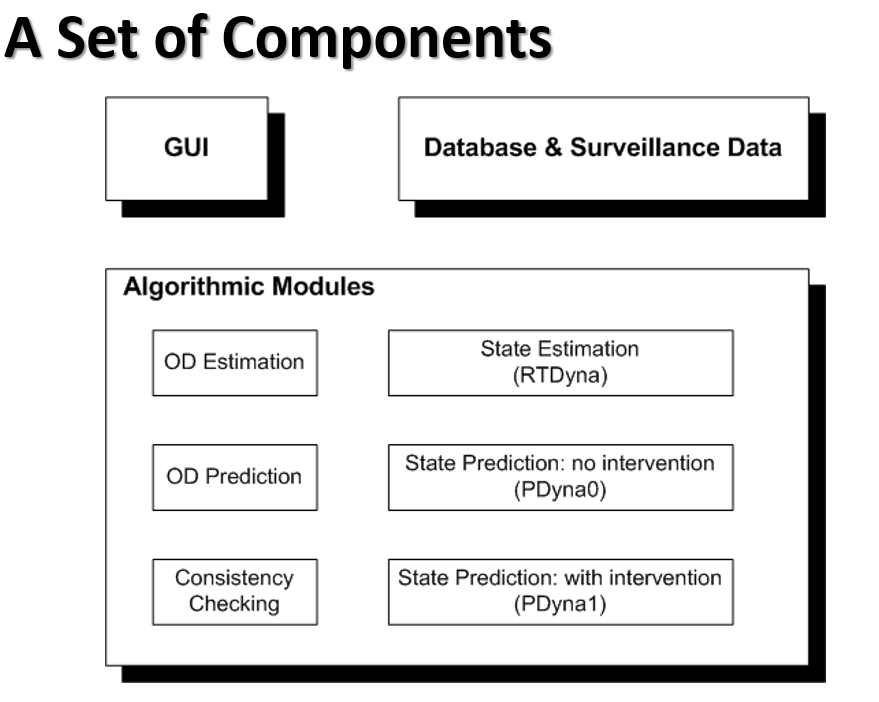 A Set of Components
GUI
Database & Surveillance Data
Algorithmic Modules
OD Estimation
State Estimation
(RTDyna)
OD Prediction
State Prediction: no intervention
(PDyna0)
Consistency
Checking
State Prediction: with intervention
(PDyna1)